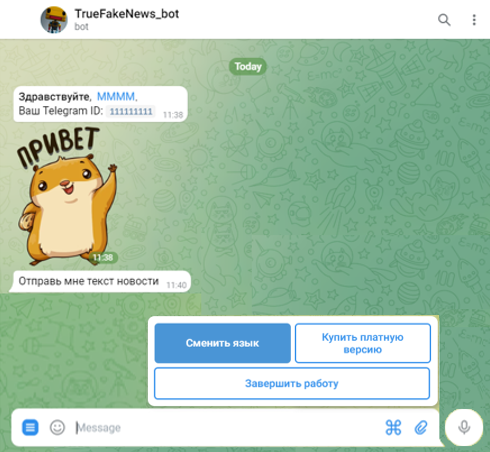 TrueFakeNews_bot
bot
Today
Здравствуйте, MMMM,
Ваш Telegram ID: 111111111 11:38
ПРИВЕТ
11:38
Отправь мне текст новости 11:40
Сменить язык
Купить платную
версию
Завершить работу
Message